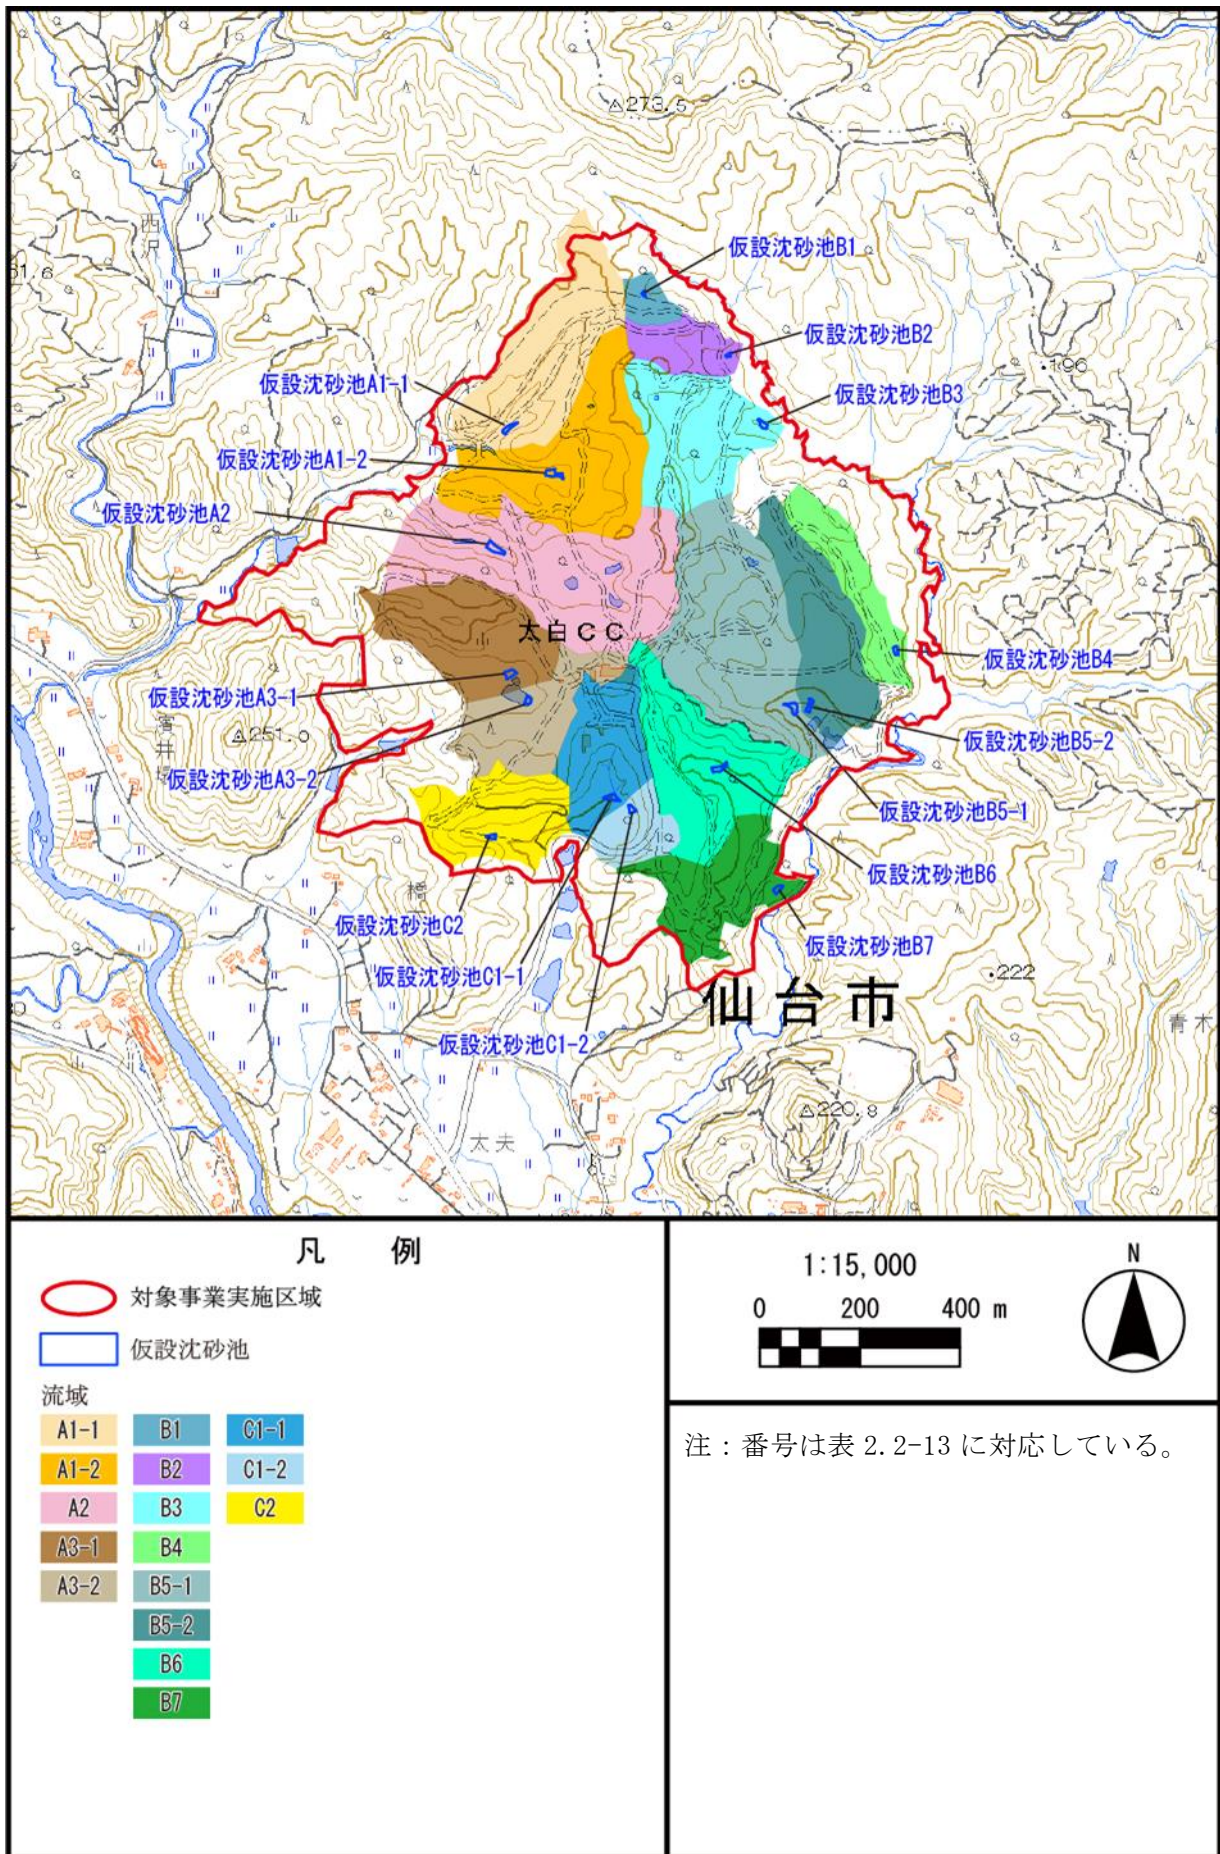 △273.5
西沢
山
仮設沈砂池B1
仮設沈砂池B2
・196
仮設沈砂池A1-1
仮設沈砂池B3
仮設沈砂池A1-2
仮設沈砂池A2
太白CC
仮設沈砂池B4
仮設沈砂池A3-1
△251.0
仮設沈砂池B5-2
仮設沈砂池A3-2
仮設沈砂池B5-1
仮設沈砂池B6
橋
仮設沈砂池C2
仮設沈砂池B7
仮設沈砂池C1-1
・222
仙台市
青木
仮設沈砂池C1-2
△220.8
太夫
凡 例
対象事業実施区域
仮設沈砂池
流域
A1-1 B1 C1-1
A1-2 B2 C1-2
A2 B3 C2
A3-1 B4
A3-2 B5-1
B5-2
B6
B7
1:15,000
0 200 400 m
N
注：番号は表 2.2-13 に対応している。